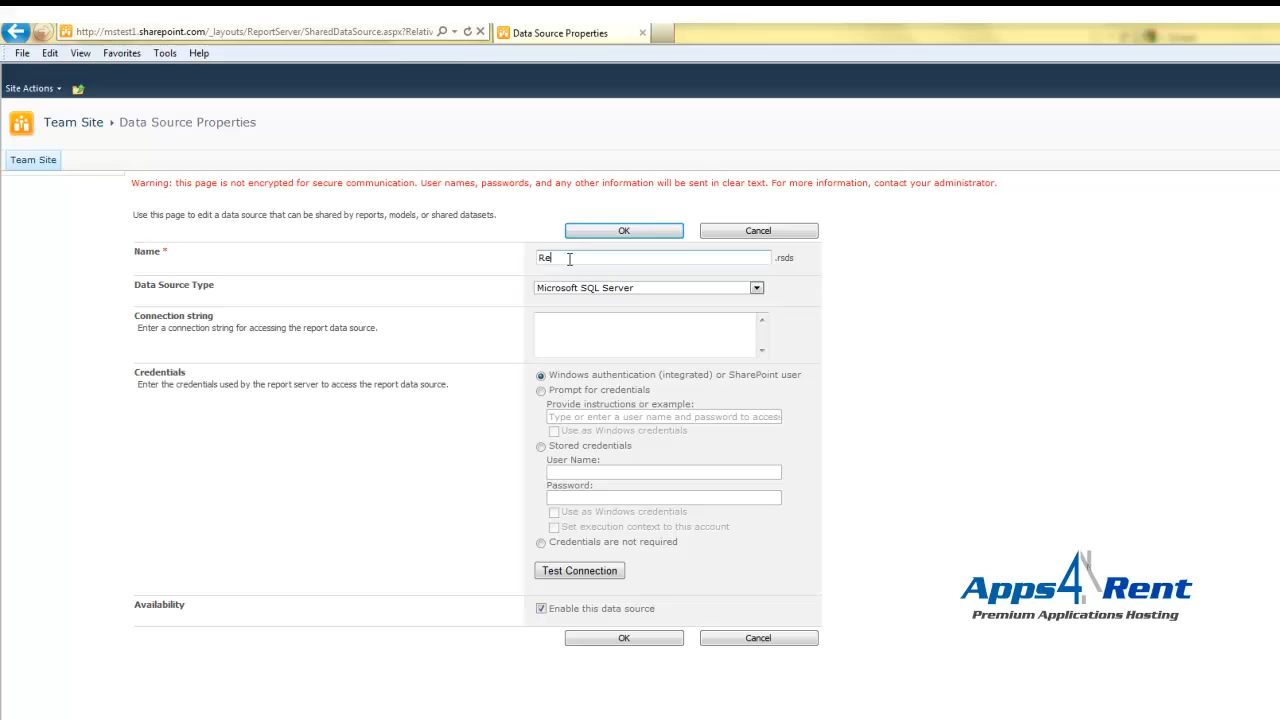 http://mstest1.sharepoint.com/_layouts/ReportServer/SharedDataSource.aspx?Relativ
Data Source Properties
File Edit View Favorites Tools Help
Site Actions
Team Site Data Source Properties
Team Site
Warning: this page is not encrypted for secure communication. User names, passwords, and any other information will be sent in clear text. For more information, contact your administrator.
Use this page to edit a data source that can be shared by reports, models, or shared datasets.
OK Cancel
Name *
Re .rsds
Data Source Type
Microsoft SQL Server
Connection string
Enter a connection string for accessing the report data source.
Credentials
Enter the credentials used by the report server to access the report data source.
Windows authentication (integrated) or SharePoint user
Prompt for credentials
Provide instructions or example:
Type or enter a user name and password to access
Use as Windows credentials
Stored credentials
User Name:
Password:
Use as Windows credentials
Set execution context to this account
Credentials are not required
Test Connection
Availability
Enable this data source
OK Cancel
Apps4Rent
Premium Applications Hosting